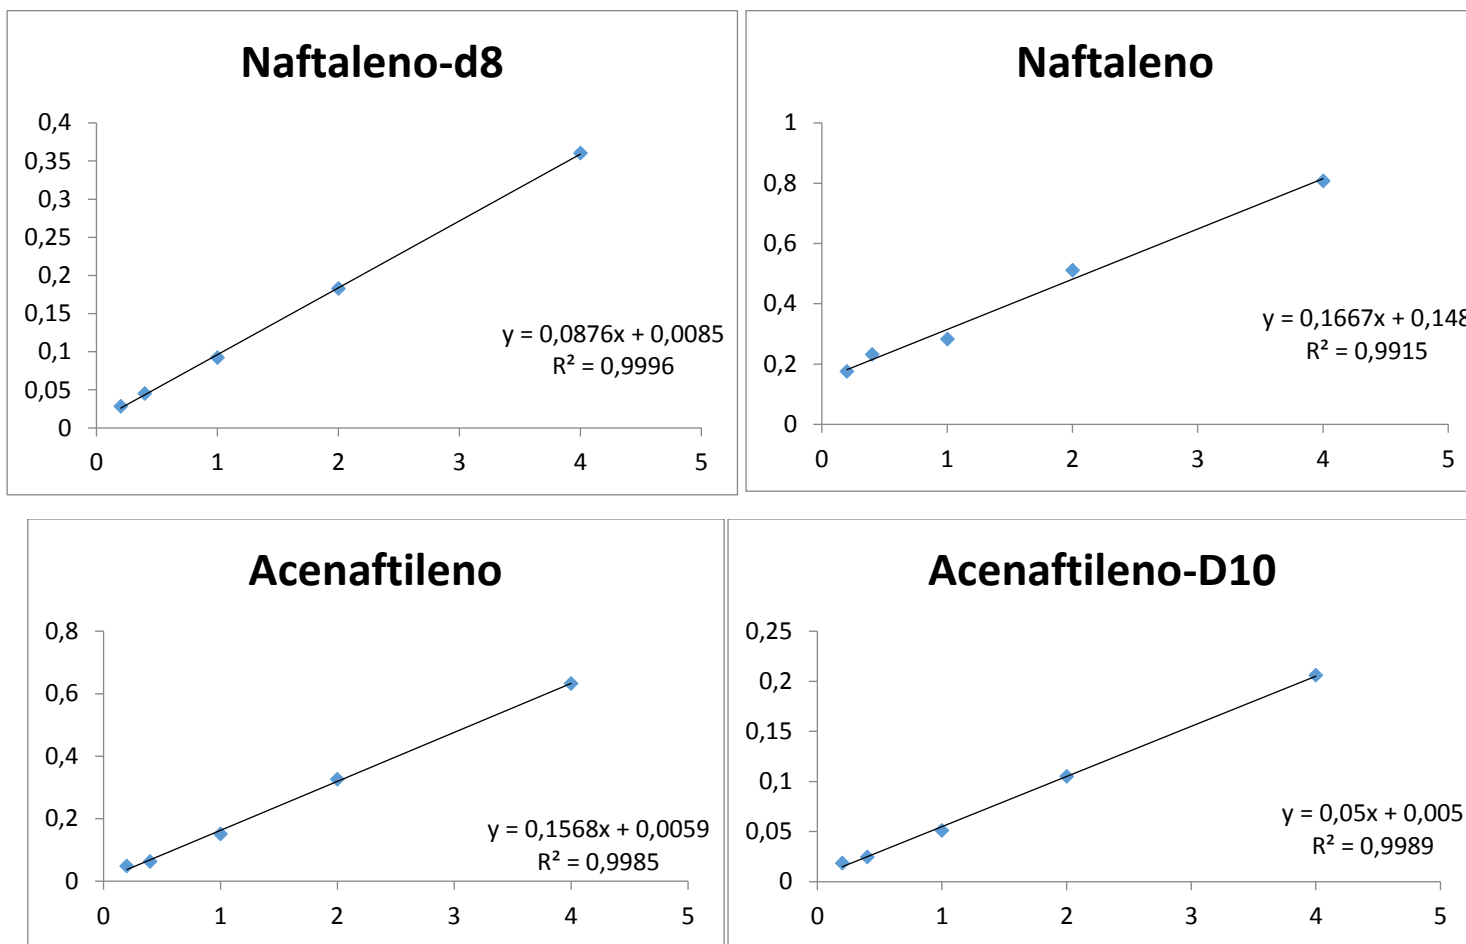 Naftaleno-d8
0,4
0,35
0,3
0,25
0,2
0,15
0,1
0,05
0
0 1 2 3 4 5
y = 0,0876x + 0,0085
R² = 0,9996
Naftaleno
1
0,8
0,6
0,4
0,2
0
0 1 2 3 4 5
y = 0,1667x + 0,148
R² = 0,9915
Acenaftileno
0,8
0,6
0,4
0,2
0
0 1 2 3 4 5
y = 0,1568x + 0,0059
R² = 0,9985
Acenaftileno-D10
0,25
0,2
0,15
0,1
0,05
0
0 1 2 3 4 5
y = 0,05x + 0,005
R² = 0,9989